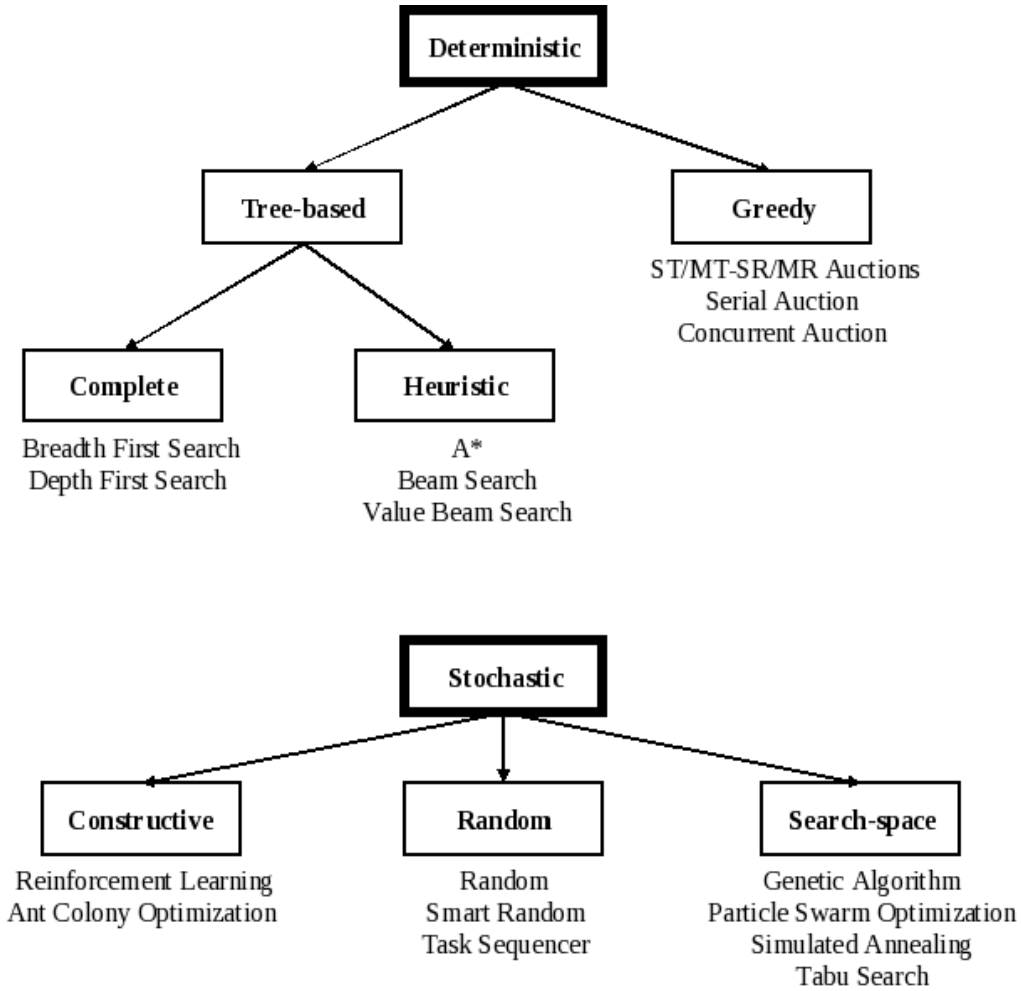 Deterministic
Tree-based
Greedy
ST/MT-SR/MR Auctions
Serial Auction
Concurrent Auction
Complete
Heuristic
Breadth First Search
Depth First Search
A*
Beam Search
Value Beam Search
Stochastic
Constructive
Random
Search-space
Reinforcement Learning
Ant Colony Optimization
Random
Smart Random
Task Sequencer
Genetic Algorithm
Particle Swarm Optimization
Simulated Annealing
Tabu Search